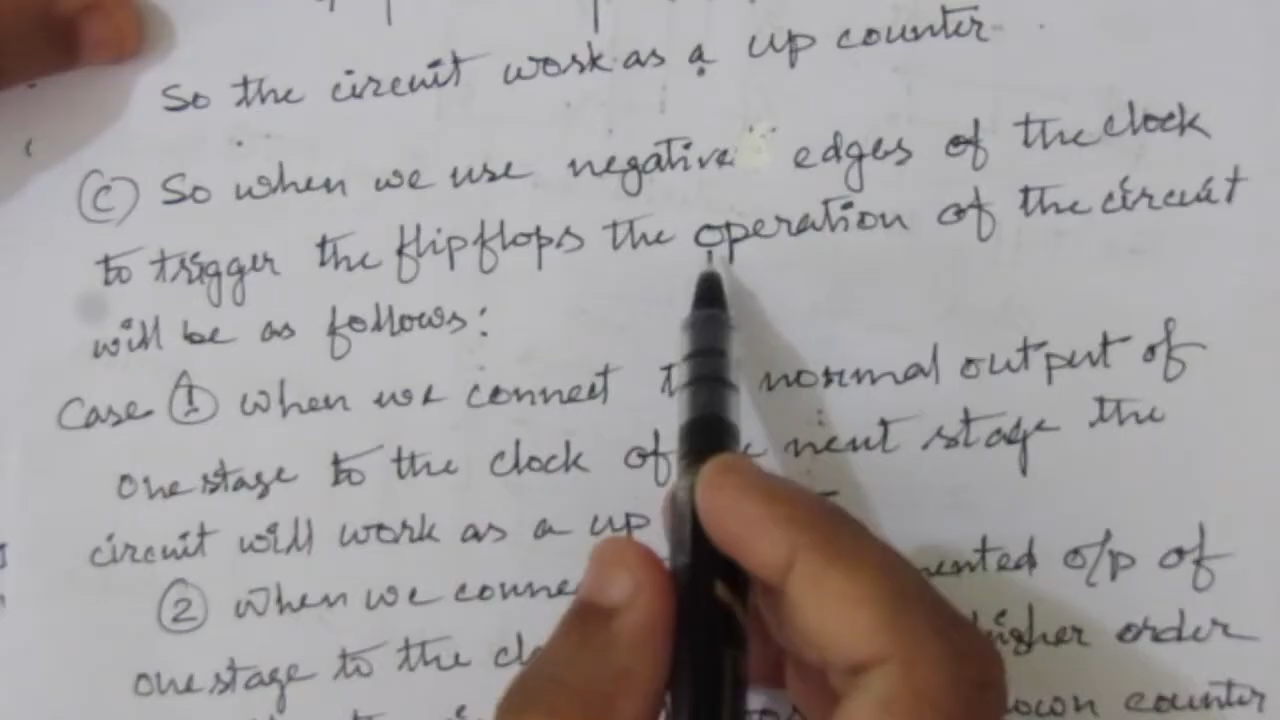 So the circuit work as a up counter
(c) So when we use negative edges of the clock
to trigger the flipflops the operation of the circuit
will be as follows:
Case (1) when we connect normal output of
one stage to the clock of next stage the
circuit will work as a up
(2) when we o/p of
one stage to the higher order
counter